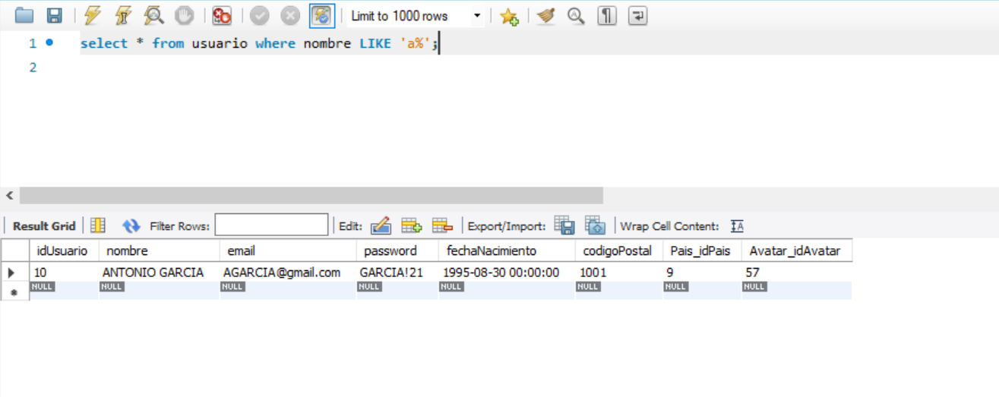 Limit to 1000 rows
1 select * from usuario where nombre LIKE 'a%';
2
Result Grid Filter Rows: Edit: Export/Import: Wrap Cell Content: IA
idUsuario nombre email password fechaNacimiento codigoPostal Pais_idPais Avatar_idAvatar
10 ANTONIO GARCIA AGARCIA@gmail.com GARCIA!21 1995-08-30 00:00:00 1001 9 57
NULL NULL NULL NULL NULL NULL NULL NULL